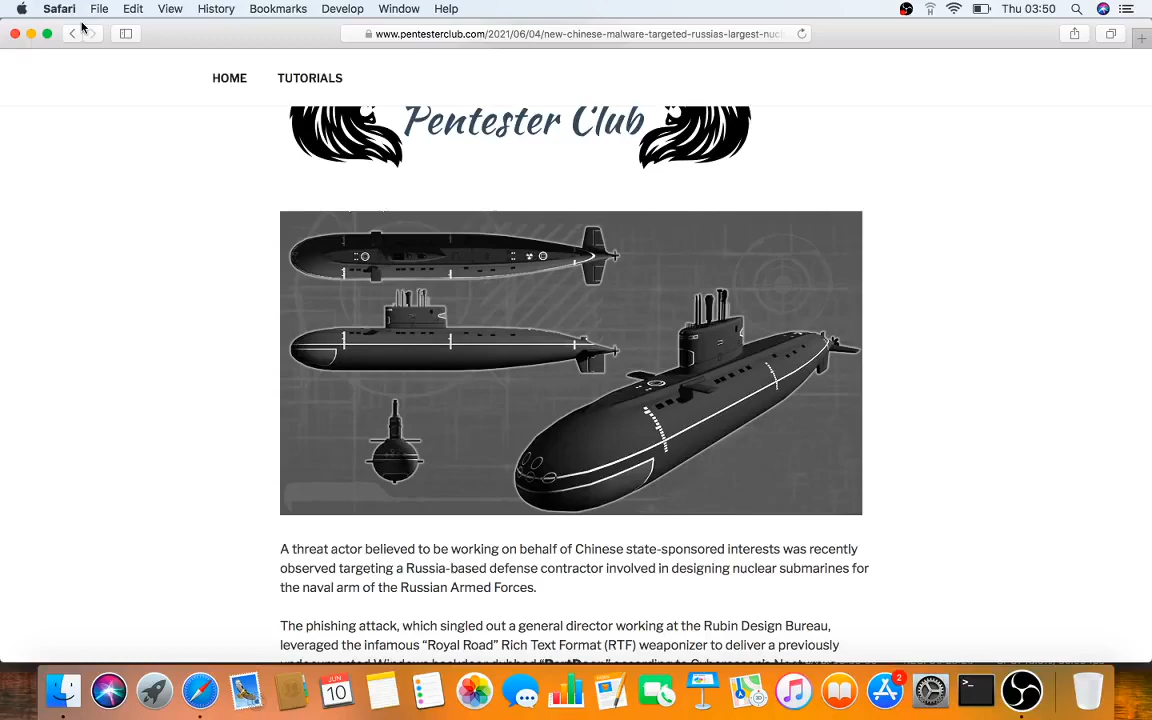 Safari File Edit View History Bookmarks Develop Window Help Thu 03:50
www.pentesterclub.com/2021/06/04/new-chinese-malware-targeted-russias-largest-nuc
HOME TUTORIALS
Pentester Club
A threat actor believed to be working on behalf of Chinese state-sponsored interests was recently
observed targeting a Russia-based defense contractor involved in designing nuclear submarines for
the naval arm of the Russian Armed Forces.
The phishing attack, which singled out a general director working at the Rubin Design Bureau,
leveraged the infamous “Royal Road” Rich Text Format (RTF) weaponizer to deliver a previously
JUN
10
2